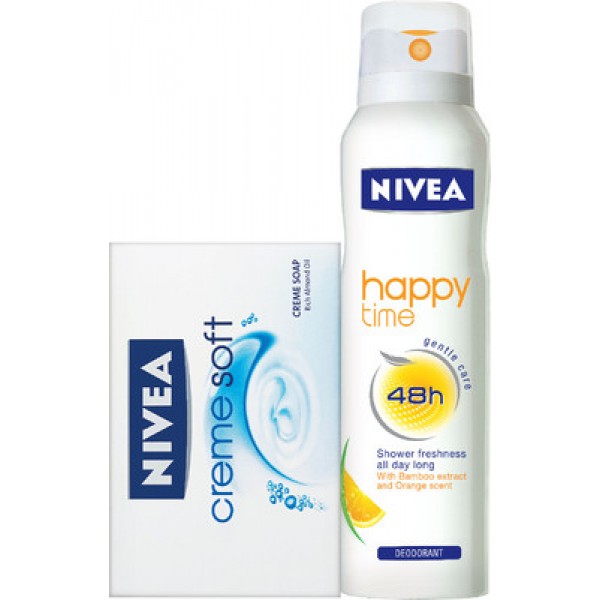 NIVEA
creme soft
CREME SOAP
Rich Almond Oil
NIVEA
happy
time
gentle care
48h
Shower freshness
all day long
With Bamboo extract
and Orange scent
DEODORANT